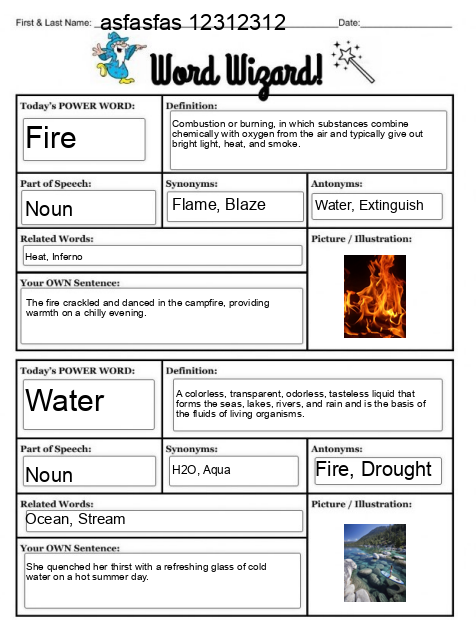 First & Last Name: asfasfas 12312312 Date:
Word Wizard!
Today's POWER WORD:
Fire
Definition:
Combustion or burning, in which substances combine
chemically with oxygen from the air and typically give out
bright light, heat, and smoke.
Part of Speech:
Noun
Synonyms:
Flame, Blaze
Antonyms:
Water, Extinguish
Related Words:
Heat, Inferno
Your OWN Sentence:
The fire crackled and danced in the campfire, providing
warmth on a chilly evening.
Picture / Illustration:
Today's POWER WORD:
Water
Definition:
A colorless, transparent, odorless, tasteless liquid that
forms the seas, lakes, rivers, and rain and is the basis of
the fluids of living organisms.
Part of Speech:
Noun
Synonyms:
H2O, Aqua
Antonyms:
Fire, Drought
Related Words:
Ocean, Stream
Your OWN Sentence:
She quenched her thirst with a refreshing glass of cold
water on a hot summer day.
Picture / Illustration: